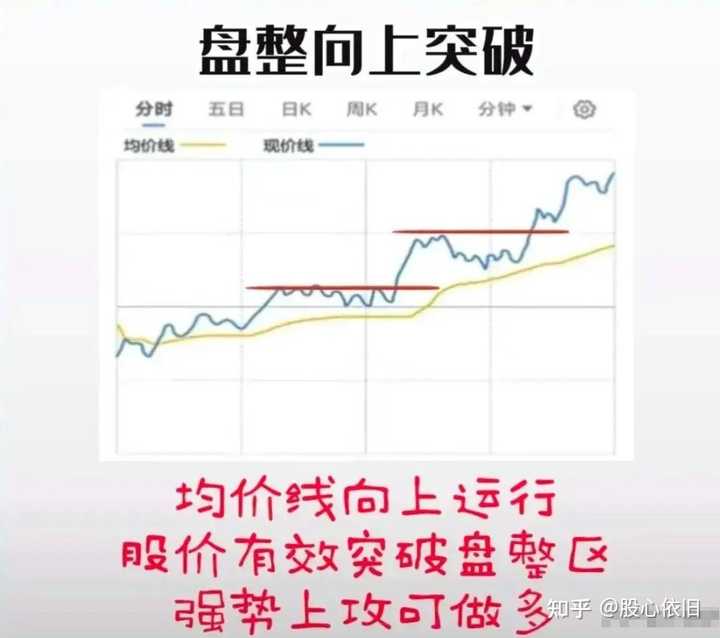 盘整向上突破
分时 五日 日K 周K 月K 分钟
均价线 现价线
均价线向上运行
股价有效突破盘整区
强势上攻可做多
知乎 @股心依旧